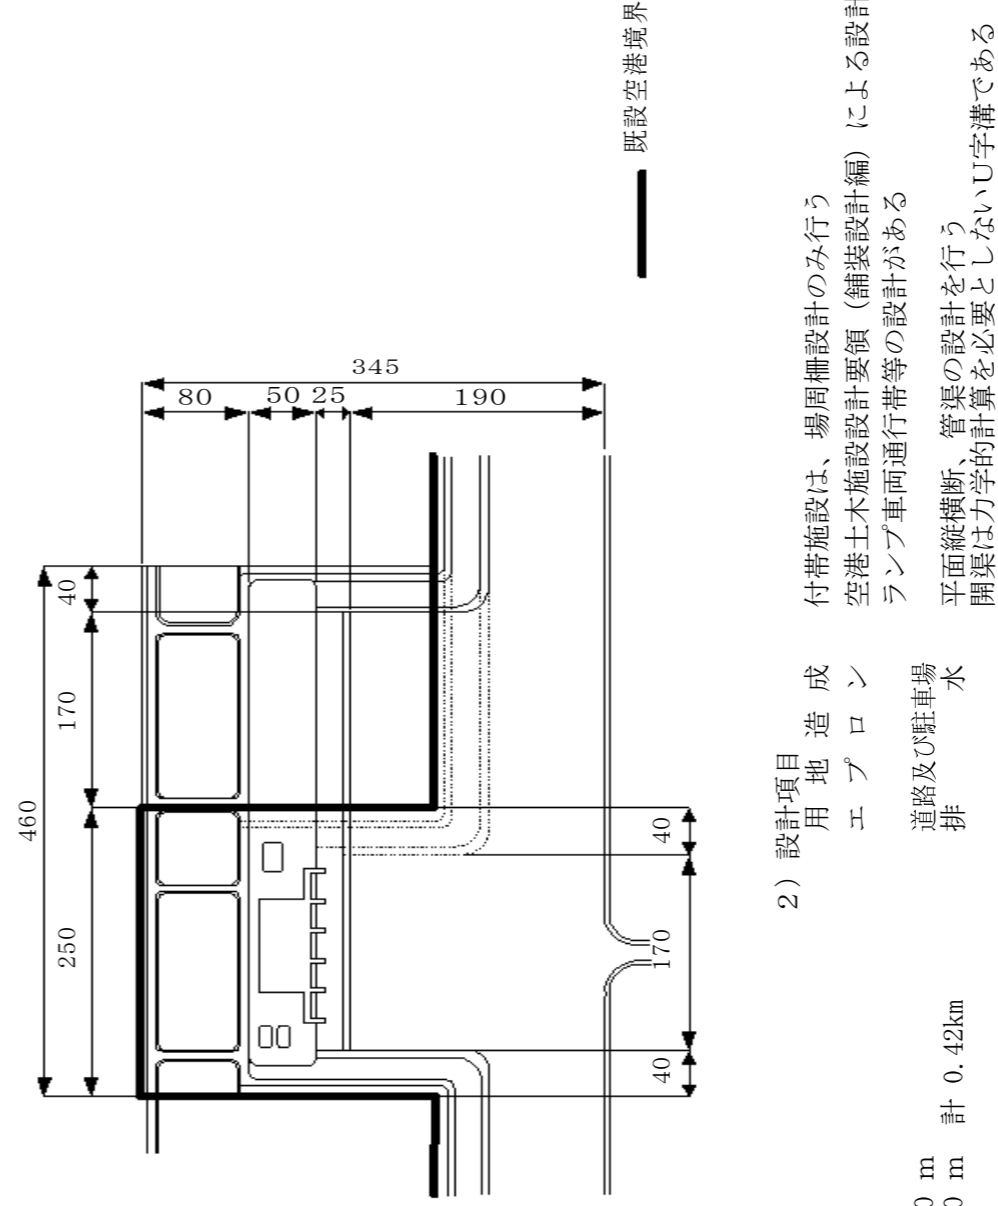 460
250
170
40
345
80
50
25
190
40
170
40
既設空港境界
2）設計項目
用地造成　付帯施設は、場周柵設計のみ行う
エプロン　空港土木施設設計要領（舗装設計編）による設計
ランプ車両通行帯等の設計がある
道路及び駐車場
排水　平面縦横断、管渠の設計を行う
開渠は力学的計算を必要としないU字溝である
0 m
0 m　計 0.42km